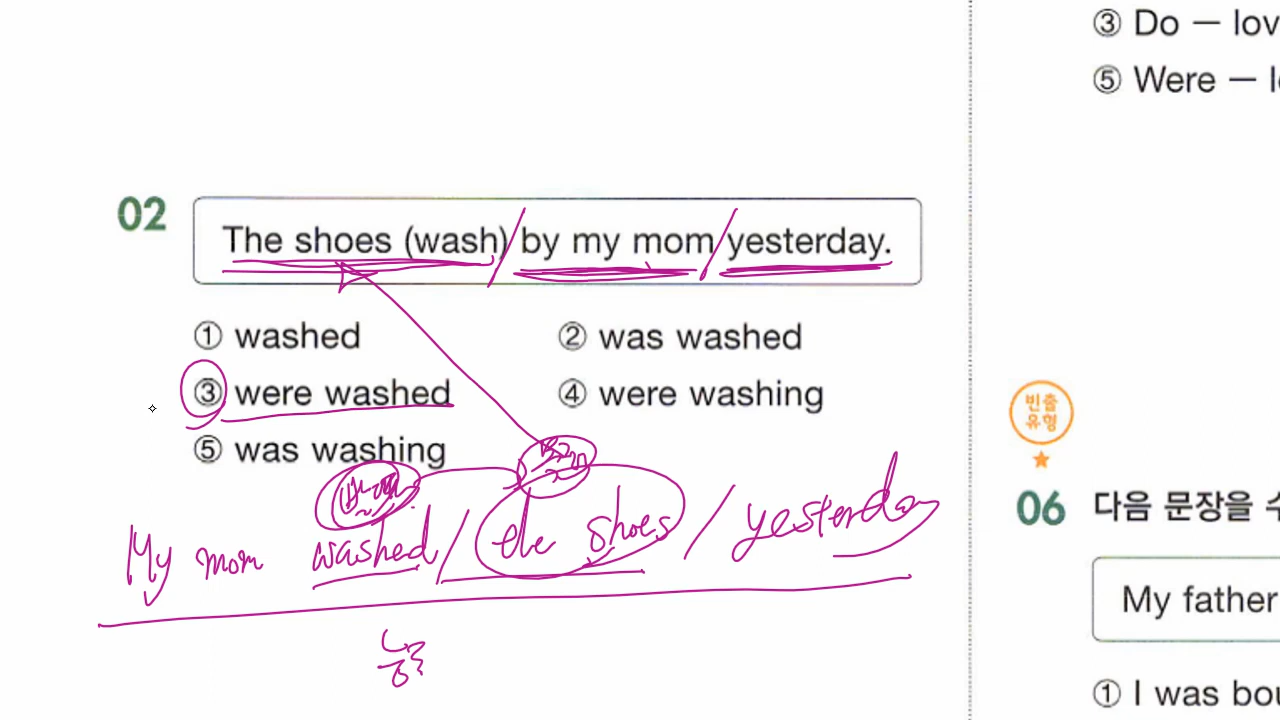 ③ Do — lov
⑤ Were — l
02
The shoes (wash) by my mom yesterday.
① washed
② was washed
③ were washed
④ were washing
⑤ was washing
My mom washed / the shoes / yesterday
빈출
유형
06 다음 문장을 수
My father
① I was bou